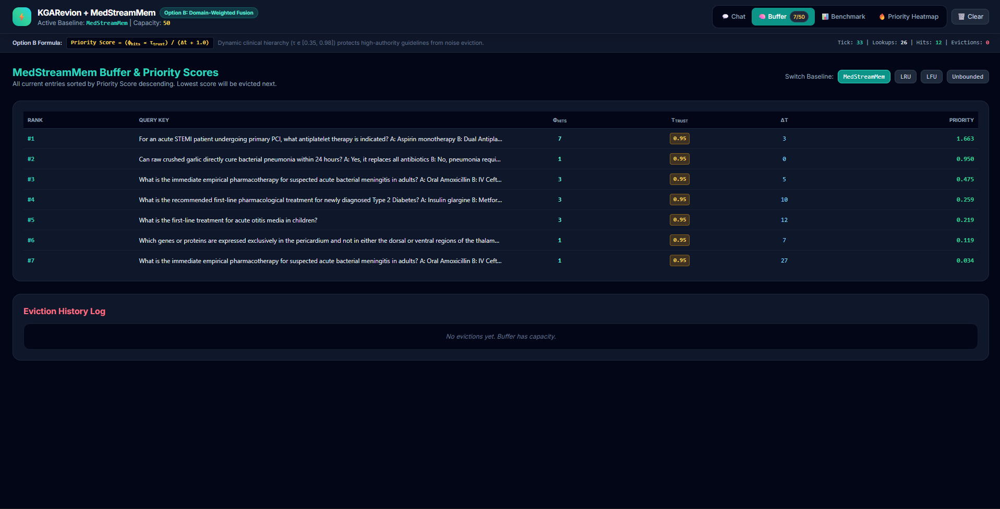 KGARevion + MedStreamMem Option B: Domain-Weighted Fusion
Active Baseline: MedStreamMem | Capacity: 50
Chat Buffer 7/50 Benchmark Priority Heatmap Clear
Option B Formula: Priority Score = (ϕhits × τtrust) / (Δt + 1.0) Dynamic clinical hierarchy (τ ∈ [0.35, 0.98]) protects high-authority guidelines from noise eviction.
Tick: 33 | Lookups: 26 | Hits: 12 | Evictions: 0
MedStreamMem Buffer & Priority Scores
All current entries sorted by Priority Score descending. Lowest score will be evicted next.
Switch Baseline: MedStreamMem LRU LFU Unbounded
RANK QUERY KEY ΦHITS ΤTRUST ΔT PRIORITY
#1 For an acute STEMI patient undergoing primary PCI, what antiplatelet therapy is indicated? A: Aspirin monotherapy B: Dual Antipla... 7 0.95 3 1.663
#2 Can raw crushed garlic directly cure bacterial pneumonia within 24 hours? A: Yes, it replaces all antibiotics B: No, pneumonia requi... 1 0.95 0 0.950
#3 What is the immediate empirical pharmacotherapy for suspected acute bacterial meningitis in adults? A: Oral Amoxicillin B: IV Ceft... 3 0.95 5 0.475
#4 What is the recommended first-line pharmacological treatment for newly diagnosed Type 2 Diabetes? A: Insulin glargine B: Metfor... 3 0.95 10 0.259
#5 What is the first-line treatment for acute otitis media in children? 3 0.95 12 0.219
#6 Which genes or proteins are expressed exclusively in the pericardium and not in either the dorsal or ventral regions of the thalam... 1 0.95 7 0.119
#7 What is the immediate empirical pharmacotherapy for suspected acute bacterial meningitis in adults? A: Oral Amoxicillin B: IV Ceft... 1 0.95 27 0.034
Eviction History Log
No evictions yet. Buffer has capacity.